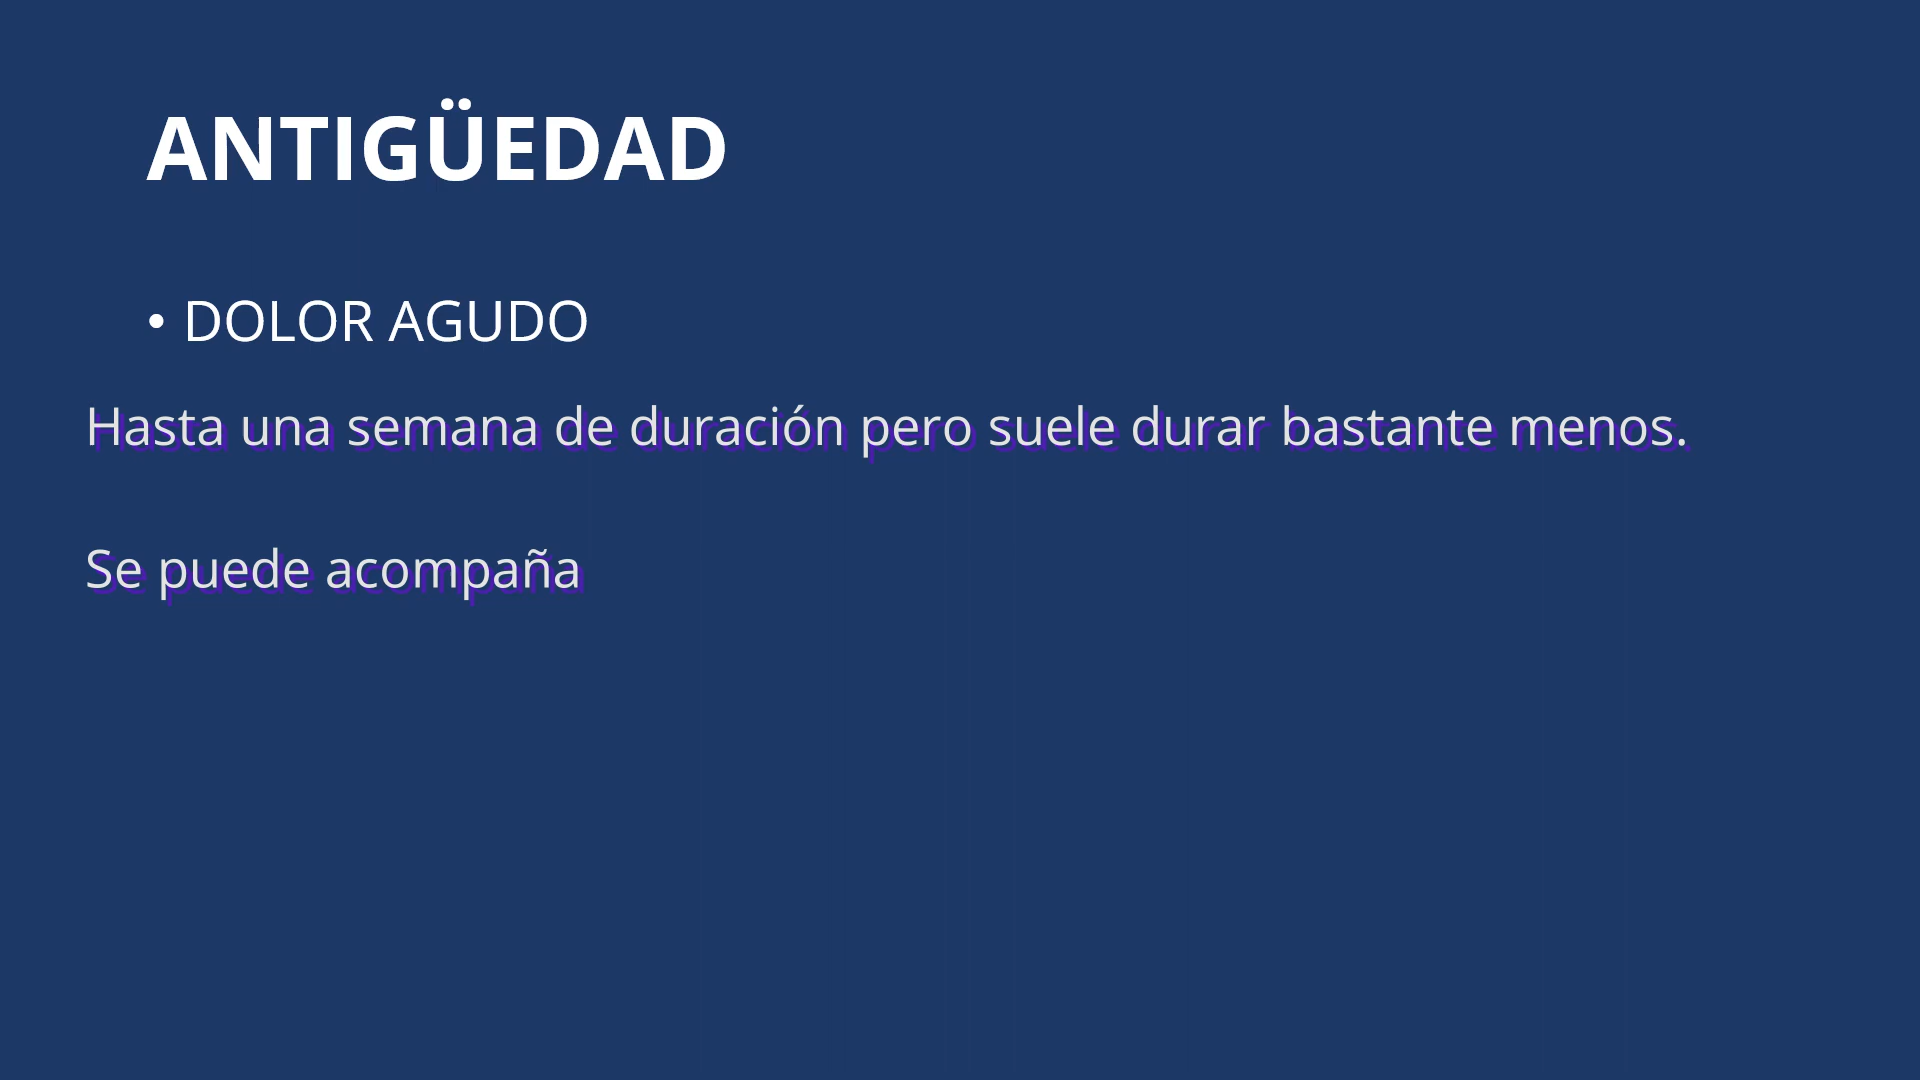 ANTIGÜEDAD
• DOLOR AGUDO
Hasta una semana de duración pero suele durar bastante menos.
Se puede acompaña